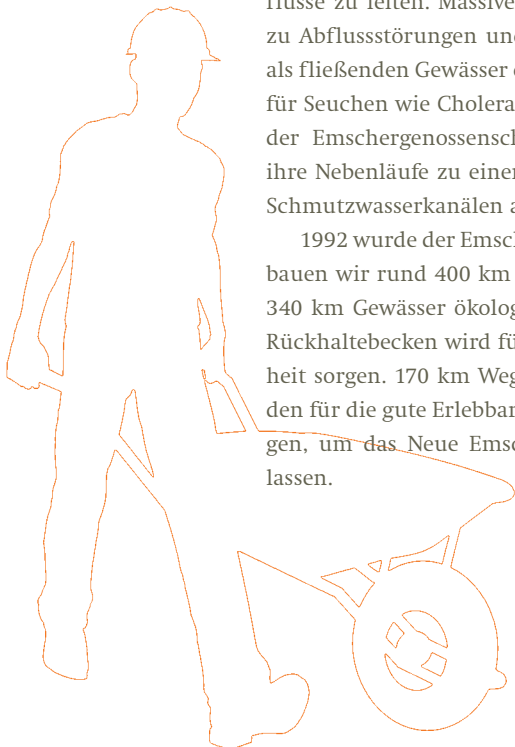 flüsse zu leiten. Massive
zu Abflussstörungen und
als fließenden Gewässer
für Seuchen wie Cholera
der Emschergenossensch
ihre Nebenläufe zu einer
Schmutzwasserkanälen a
1992 wurde der Emsch
bauen wir rund 400 km
340 km Gewässer ökolog
Rückhaltebecken wird fü
heit sorgen. 170 km Weg
den für die gute Erlebbar
gen, um das Neue Emsc
lassen.